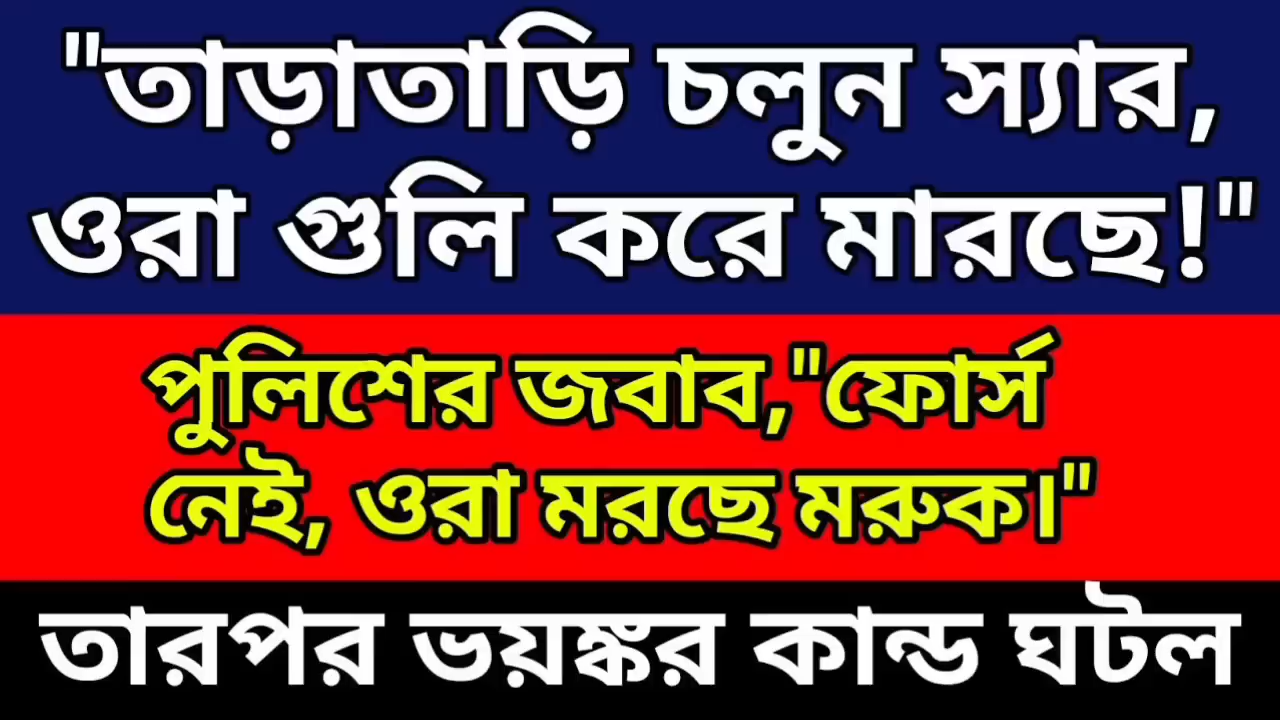 "তাড়াতাড়ি চলুন স্যার,
ওরা গুলি করে মারছে!"
পুলিশের জবাব,"ফোর্স
নেই, ওরা মরছে মরুক।"
তারপর ভয়ঙ্কর কান্ড ঘটল